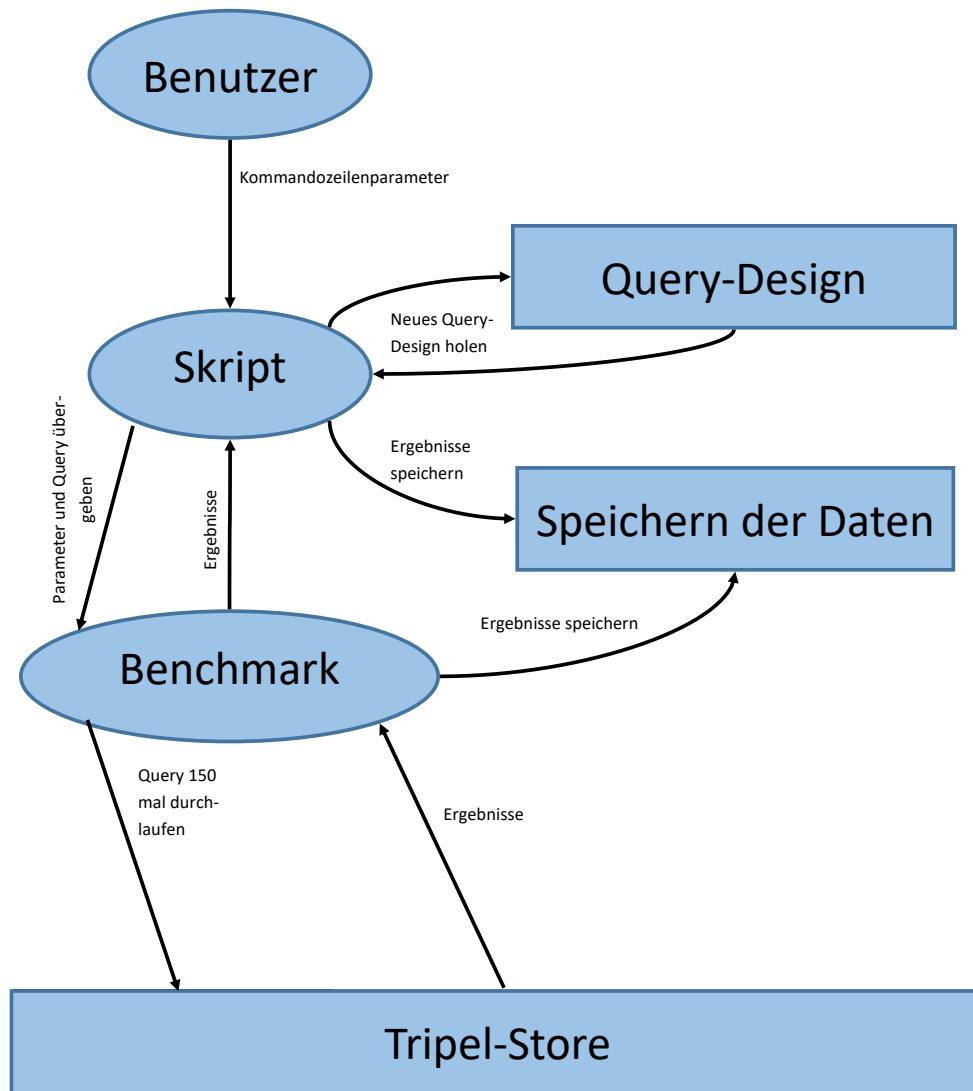 Benutzer
Kommandozeilenparameter
Query-Design
Neues Query-
Design holen
Skript
Ergebnisse
speichern
Parameter und Query über-
geben
Ergebnisse
Speichern der Daten
Ergebnisse speichern
Benchmark
Query 150
mal durch-
laufen
Ergebnisse
Tripel-Store